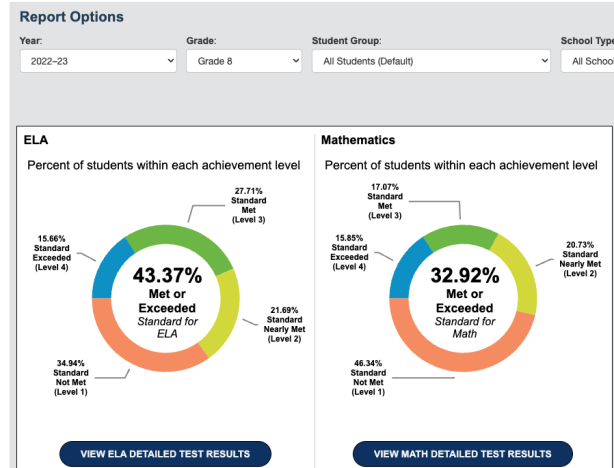 Report Options
Year:
Grade:
Student Group:
School Type
2022–23
Grade 8
All Students (Default)
All School
ELA
Percent of students within each achievement level
27.71%
Standard
Met
(Level 3)
15.66%
Standard
Exceeded
(Level 4)
43.37%
Met or
Exceeded
Standard for
ELA
21.69%
Standard
Nearly Met
(Level 2)
34.94%
Standard
Not Met
(Level 1)
VIEW ELA DETAILED TEST RESULTS
Mathematics
Percent of students within each achievement level
17.07%
Standard
Met
(Level 3)
15.85%
Standard
Exceeded
(Level 4)
20.73%
Standard
Nearly Met
(Level 2)
32.92%
Met or
Exceeded
Standard for
Math
46.34%
Standard
Not Met
(Level 1)
VIEW MATH DETAILED TEST RESULTS